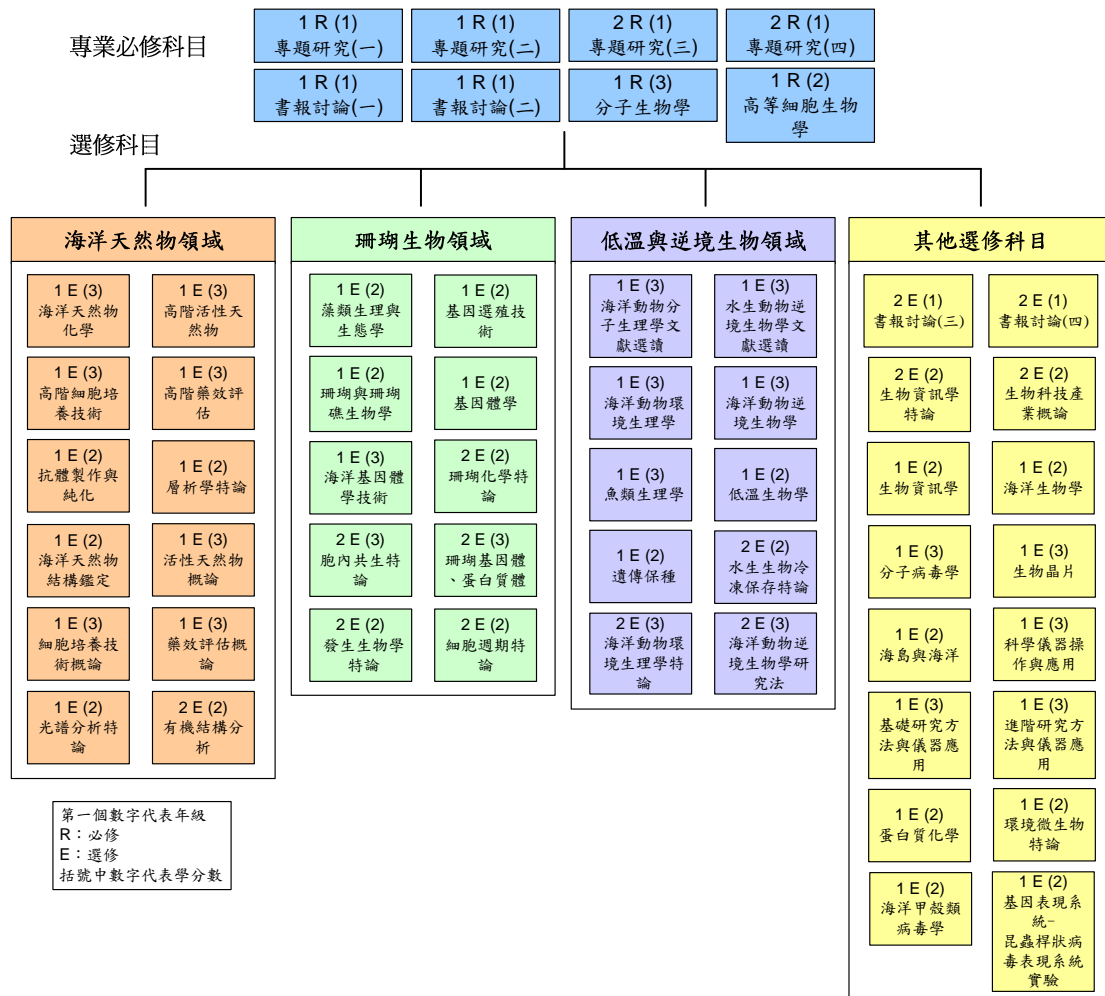 專業必修科目
1 R (1)
專題研究(一)
1 R (1)
專題研究(二)
2 R (1)
專題研究(三)
2 R (1)
專題研究(四)
1 R (1)
書報討論(一)
1 R (1)
書報討論(二)
1 R (3)
分子生物學
1 R (2)
高等細胞生物
學
選修科目
海洋天然物領域
1 E (3)
海洋天然物
化學
1 E (3)
高階活性天
然物
1 E (3)
高階細胞培
養技術
1 E (3)
高階藥效評
估
1 E (2)
抗體製作與
純化
1 E (2)
層析學特論
1 E (2)
海洋天然物
結構鑑定
1 E (3)
活性天然物
概論
1 E (3)
細胞培養技
術概論
1 E (3)
藥效評估概
論
1 E (2)
光譜分析特
論
2 E (2)
有機結構分
析
珊瑚生物領域
1 E (2)
藻類生理與
生態學
1 E (2)
基因選殖技
術
1 E (2)
珊瑚與珊瑚
礁生物學
1 E (2)
基因體學
1 E (3)
海洋基因體
學技術
2 E (2)
珊瑚化學特
論
2 E (3)
胞內共生特
論
2 E (3)
珊瑚基因體
、蛋白質體
2 E (2)
發生生物學
特論
2 E (2)
細胞週期特論
低溫與逆境生物領域
1 E (3)
海洋動物分
子生理學文
獻選讀
1 E (3)
水生動物逆
境生物學文
獻選讀
1 E (3)
海洋動物環
境生理學
1 E (3)
海洋動物逆
境生物學
1 E (3)
魚類生理學
1 E (2)
低溫生物學
1 E (2)
遺傳保種
2 E (2)
水生生物冷
凍保存特論
2 E (3)
海洋動物環
境生理學特
論
2 E (3)
海洋動物逆
境生物學研
究法
其他選修科目
2 E (1)
書報討論(三)
2 E (1)
書報討論(四)
2 E (2)
生物資訊學
特論
2 E (2)
生物科技產
業概論
1 E (2)
生物資訊學
1 E (2)
海洋生物學
1 E (3)
分子病毒學
1 E (3)
生物晶片
1 E (2)
海島與海洋
1 E (3)
科學儀器操
作與應用
1 E (3)
基礎研究方
法與儀器應
用
1 E (3)
進階研究方
法與儀器應
用
1 E (2)
蛋白質化學
1 E (2)
環境微生物
特論
1 E (2)
海洋甲殼類
病毒學
1 E (2)
基因表現系
統-
昆蟲桿狀病
毒表現系統
實驗
第一個數字代表年級
R：必修
E：選修
括號中數字代表學分數